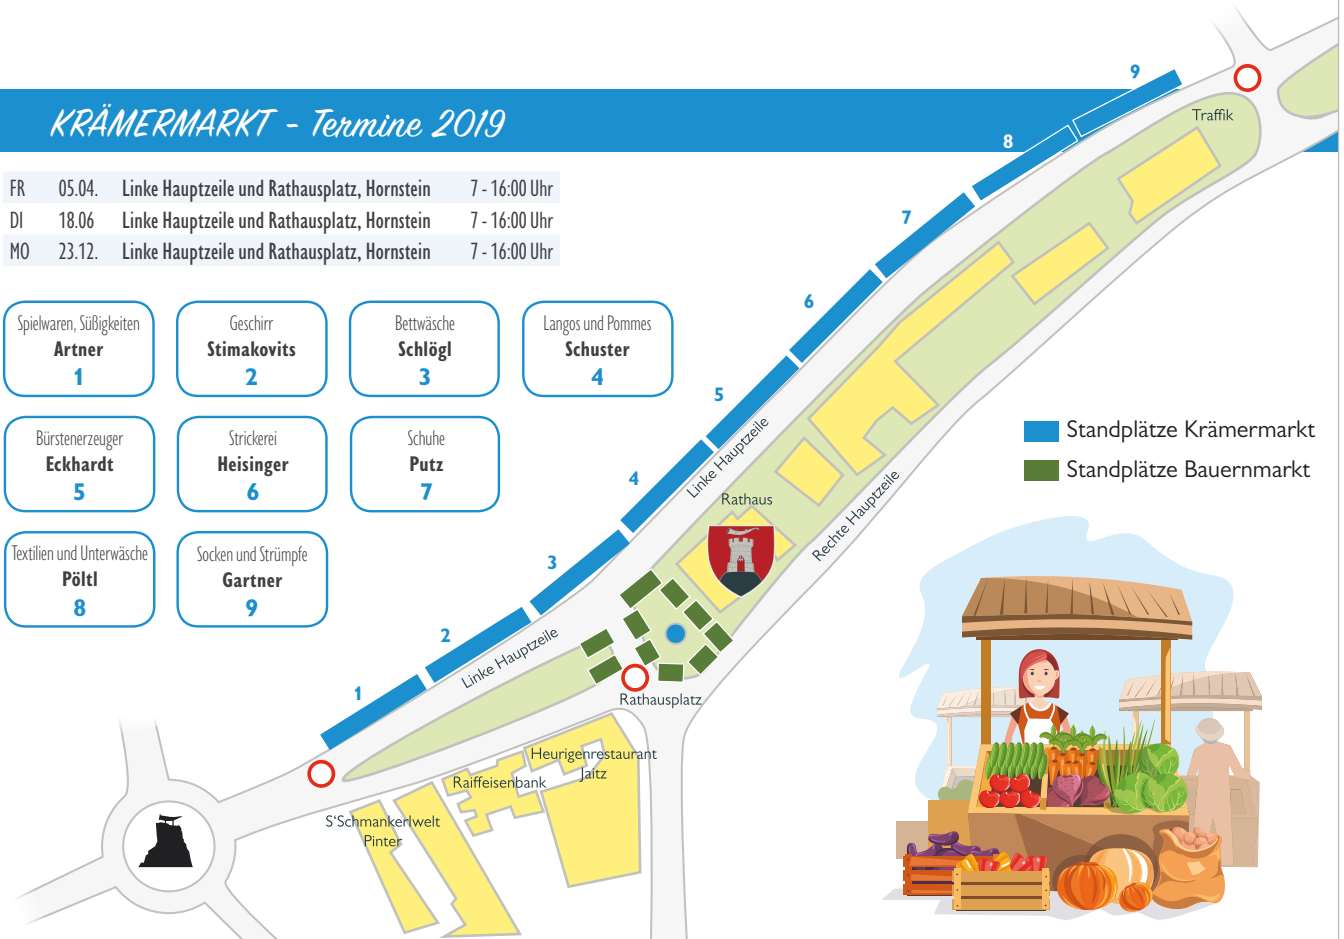 KRÄMERMARKT - Termine 2019
FR 05.04. Linke Hauptzeile und Rathausplatz, Hornstein 7 - 16:00 Uhr
DI 18.06 Linke Hauptzeile und Rathausplatz, Hornstein 7 - 16:00 Uhr
MO 23.12. Linke Hauptzeile und Rathausplatz, Hornstein 7 - 16:00 Uhr
Spielwaren, Süßigkeiten
Artner
1
Geschirr
Stimakovits
2
Bettwäsche
Schlögl
3
Langos und Pommes
Schuster
4
Bürstenerzeuger
Eckhardt
5
Strickerei
Heisinger
6
Schuhe
Putz
7
Textilien und Unterwäsche
Pöltl
8
Socken und Strümpfe
Gartner
9
9
Traffik
8
7
6
5
4
3
2
1
Linke Hauptzeile
Rathaus
Rechte Hauptzeile
Linke Hauptzeile
Rathausplatz
Heurigenrestaurant
Jaitz
Raiffeisenbank
S'Schmankerlwelt
Pinter
Standplätze Krämermarkt
Standplätze Bauernmarkt